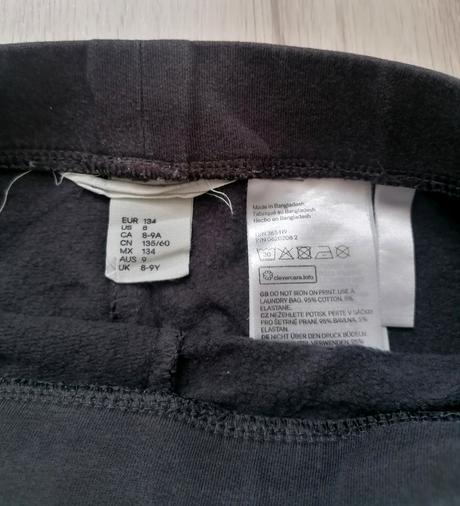 EUR 134
US 8
CA 8-9A
CN 135/60
MX 134
AUS 9
UK 8-9Y
Made in Bangladesh
Fabriqué au Bangladesh
Hecho en Bangladesh
30
clevercare.info
GB DO NOT IRON ON PRINT. USE A
LAUNDRY BAG. 95% COTTON, 5%
ELASTANE.
CZ NEŽEHLETE POTISK. PERTE V SÁČKU
PRO ŠETRNÉ PRANÍ. 95% BAVLNA, 5%
ELASTAN.
DE NICHT ÜBER DEN DRUCK BÜGELN.